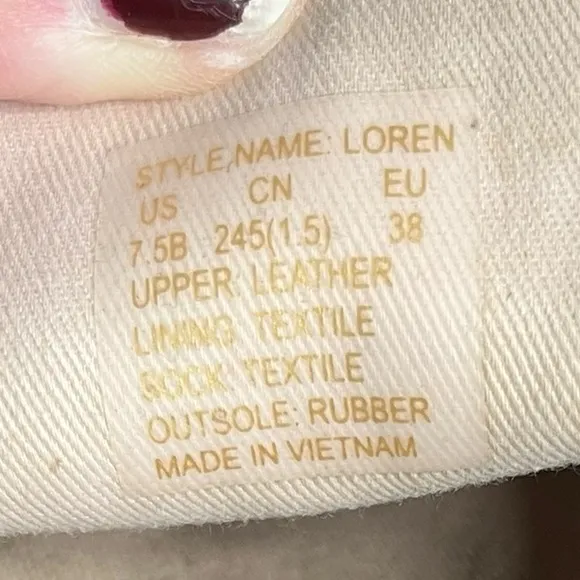 STYLE NAME: LOREN
US CN EU
7.5B 245(1.5) 38
UPPER: LEATHER
LINING TEXTILE
SOCK TEXTILE
OUTSOLE: RUBBER
MADE IN VIETNAM